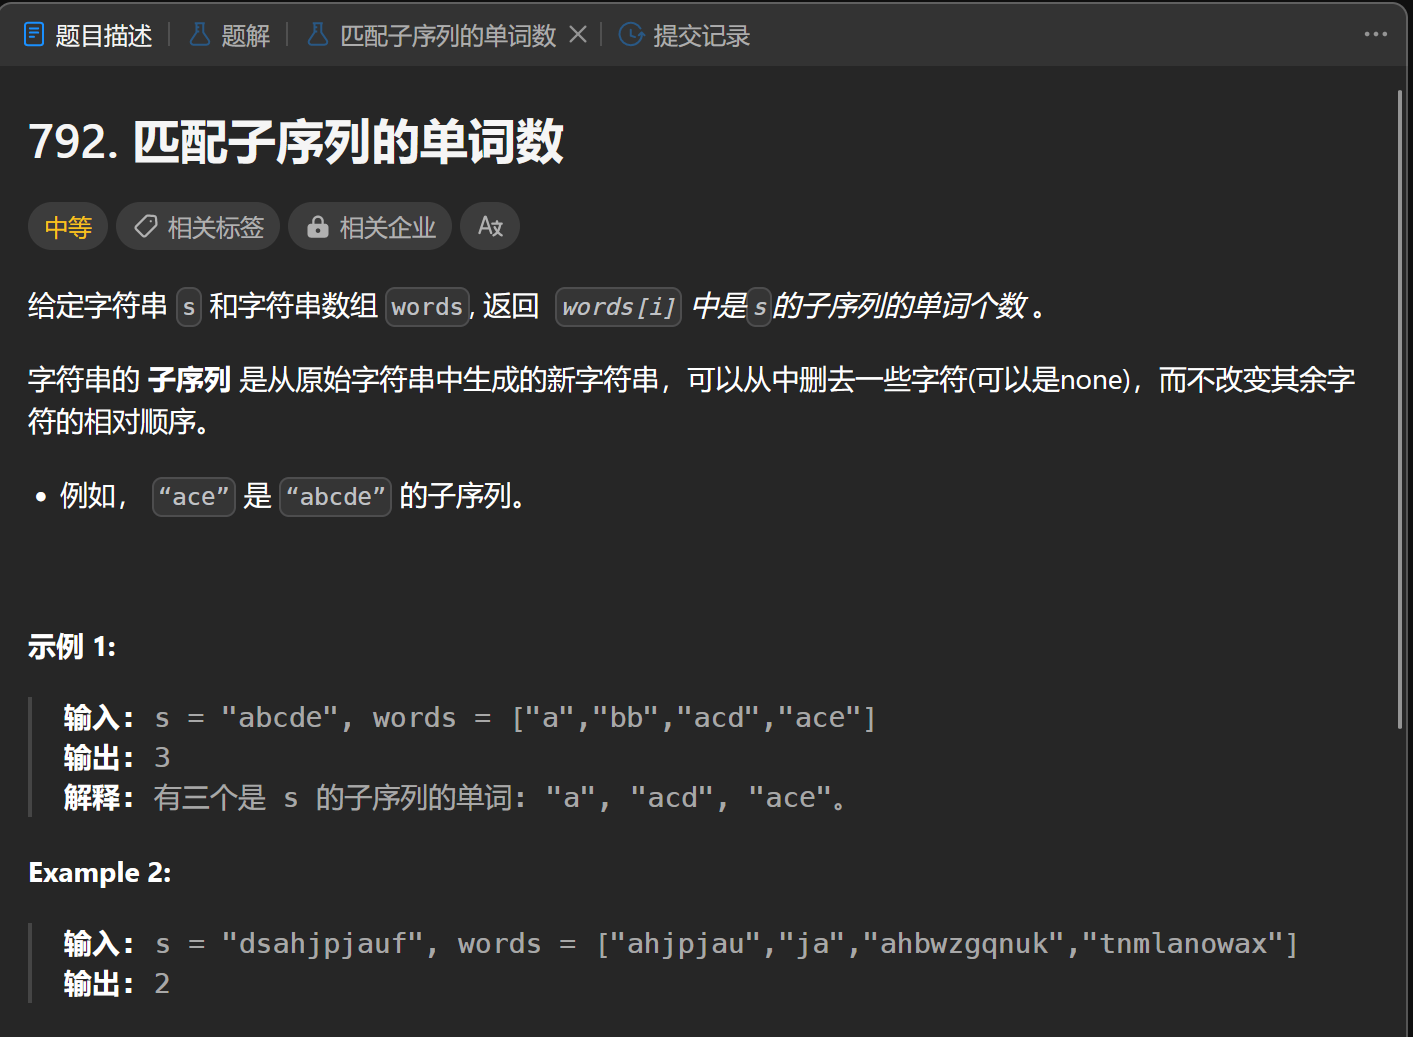 题目描述 题解 匹配子序列的单词数 提交记录
792. 匹配子序列的单词数
中等 相关标签 相关企业
给定字符串 s 和字符串数组 words, 返回 words[i] 中是s的子序列的单词个数 。
字符串的 子序列 是从原始字符串中生成的新字符串，可以从中删去一些字符(可以是none)，而不改变其余字
符的相对顺序。
• 例如， “ace” 是 “abcde” 的子序列。
示例 1:
输入: s = "abcde", words = ["a","bb","acd","ace"]
输出: 3
解释: 有三个是 s 的子序列的单词: "a", "acd", "ace"。
Example 2:
输入: s = "dsahjpjauf", words = ["ahjpjau","ja","ahbwzgqnuk","tnmlanowax"]
输出: 2